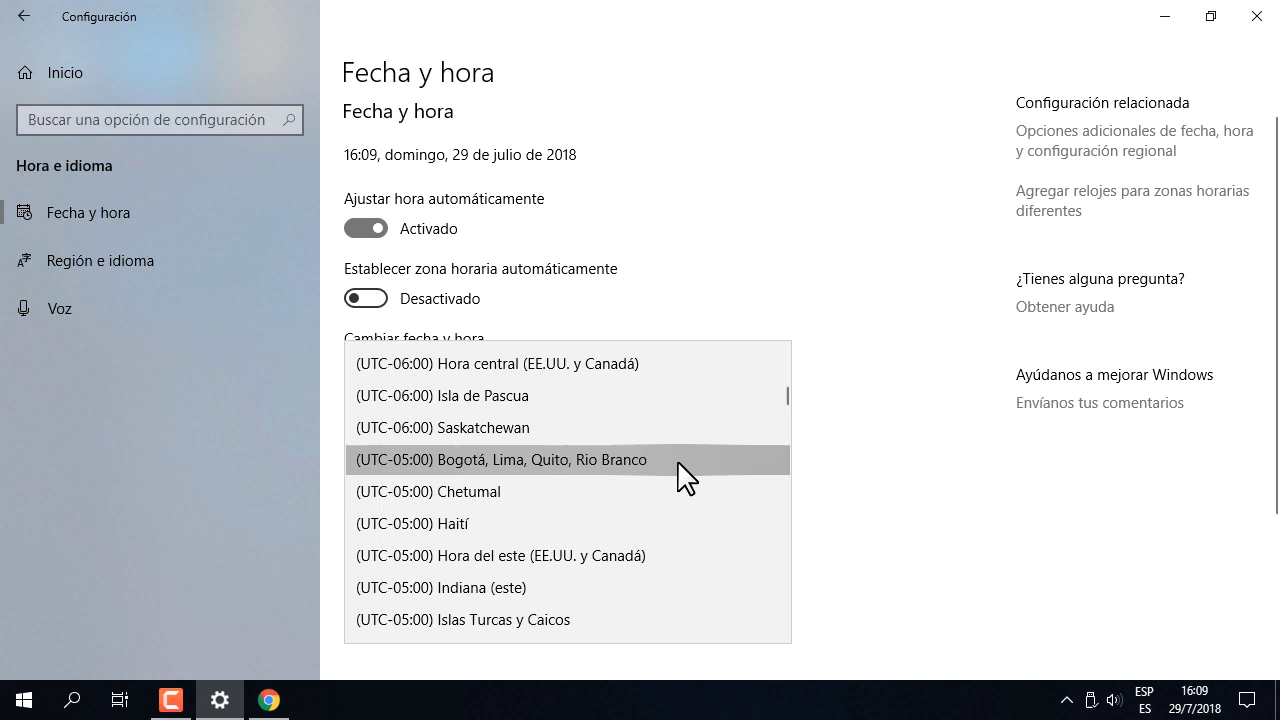 Configuración
Inicio
Buscar una opción de configuración
Hora e idioma
Fecha y hora
Región e idioma
Voz
Fecha y hora
Fecha y hora
16:09, domingo, 29 de julio de 2018
Ajustar hora automáticamente
Activado
Establecer zona horaria automáticamente
Desactivado
Cambiar fecha y hora
(UTC-06:00) Hora central (EE.UU. y Canadá)
(UTC-06:00) Isla de Pascua
(UTC-06:00) Saskatchewan
(UTC-05:00) Bogotá, Lima, Quito, Rio Branco
(UTC-05:00) Chetumal
(UTC-05:00) Haití
(UTC-05:00) Hora del este (EE.UU. y Canadá)
(UTC-05:00) Indiana (este)
(UTC-05:00) Islas Turcas y Caicos
Configuración relacionada
Opciones adicionales de fecha, hora
y configuración regional
Agregar relojes para zonas horarias
diferentes
¿Tienes alguna pregunta?
Obtener ayuda
Ayúdanos a mejorar Windows
Envíanos tus comentarios
ESP
ES
16:09
29/7/2018